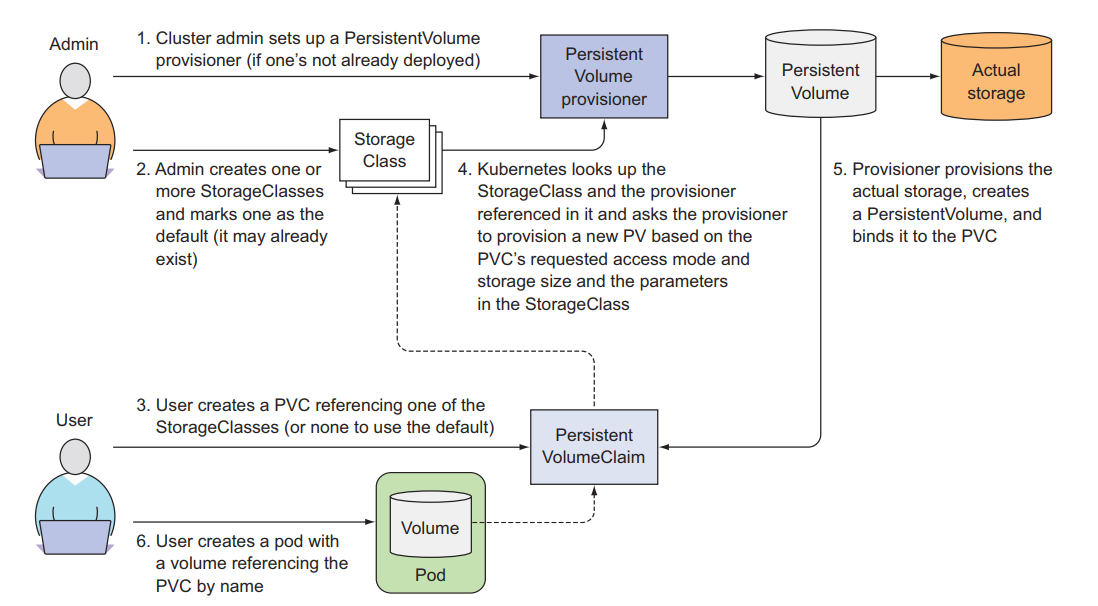 Admin
1. Cluster admin sets up a PersistentVolume
provisioner (if one's not already deployed)
Persistent
Volume
provisioner
Persistent
Volume
Actual
storage
Storage
Class
2. Admin creates one or
more StorageClasses
and marks one as the
default (it may already
exist)
4. Kubernetes looks up the
StorageClass and the provisioner
referenced in it and asks the provisioner
to provision a new PV based on the
PVC's requested access mode and
storage size and the parameters
in the StorageClass
5. Provisioner provisions the
actual storage, creates
a PersistentVolume, and
binds it to the PVC
User
3. User creates a PVC referencing one of the
StorageClasses (or none to use the default)
Persistent
VolumeClaim
Volume
Pod
6. User creates a pod with
a volume referencing the
PVC by name